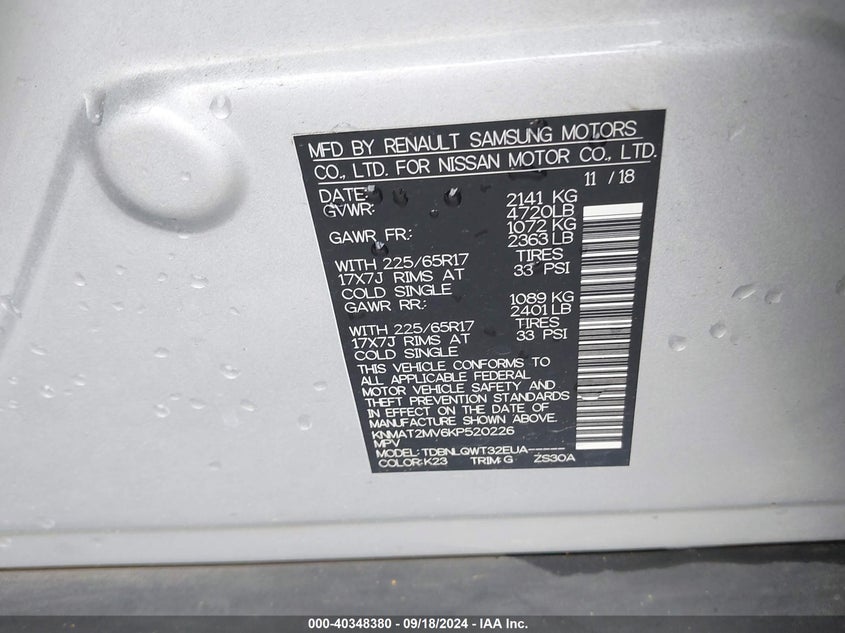 MFD BY RENAULT SAMSUNG MOTORS
CO., LTD. FOR NISSAN MOTOR CO., LTD.
DATE: 11 / 18
GVWR: 2141 KG
4720LB
GAWR FR.: 1072 KG
2363 LB
WITH 225/65R17 TIRES
17X7J RIMS AT 33 PSI
COLD SINGLE
GAWR RR.: 1089 KG
2401 LB
WITH 225/65R17 TIRES
17X7J RIMS AT 33 PSI
COLD SINGLE
THIS VEHICLE CONFORMS TO
ALL APPLICABLE FEDERAL
MOTOR VEHICLE SAFETY AND
THEFT PREVENTION STANDARDS
IN EFFECT ON THE DATE OF
MANUFACTURE SHOWN ABOVE.
KNMAT2MV6KP520226
MPV
MODEL: TDBNLQWT32EUA-----
COLOR:K23 TRIM:G ZS30A
000-40348380 - 09/18/2024 - IAA Inc.